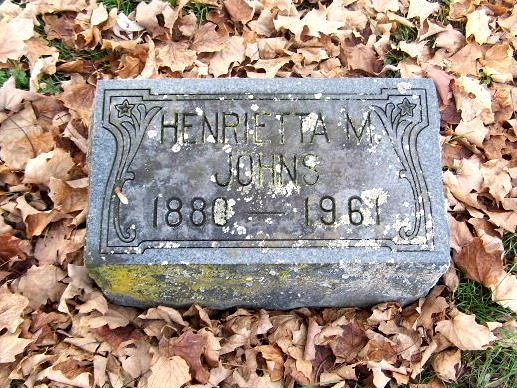 HENRIETTA M.
JOHNS
1880 — 1961